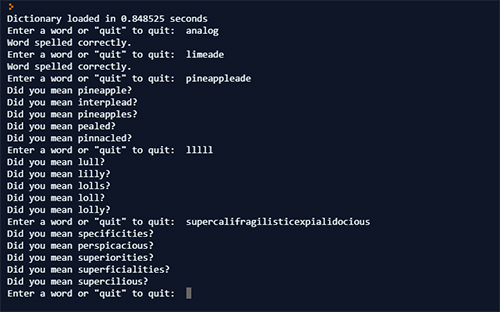 >
Dictionary loaded in 0.848525 seconds
Enter a word or "quit" to quit:  analog
Word spelled correctly.
Enter a word or "quit" to quit:  limeade
Word spelled correctly.
Enter a word or "quit" to quit:  pineappleade
Did you mean pineapple?
Did you mean interplead?
Did you mean pineapples?
Did you mean pealed?
Did you mean pinnacled?
Enter a word or "quit" to quit:  lllll
Did you mean lull?
Did you mean lilly?
Did you mean lolls?
Did you mean loll?
Did you mean lolly?
Enter a word or "quit" to quit:  supercalifragilisticexpialidocious
Did you mean specificities?
Did you mean perspicacious?
Did you mean superiorities?
Did you mean superficialities?
Did you mean supercilious?
Enter a word or "quit" to quit: